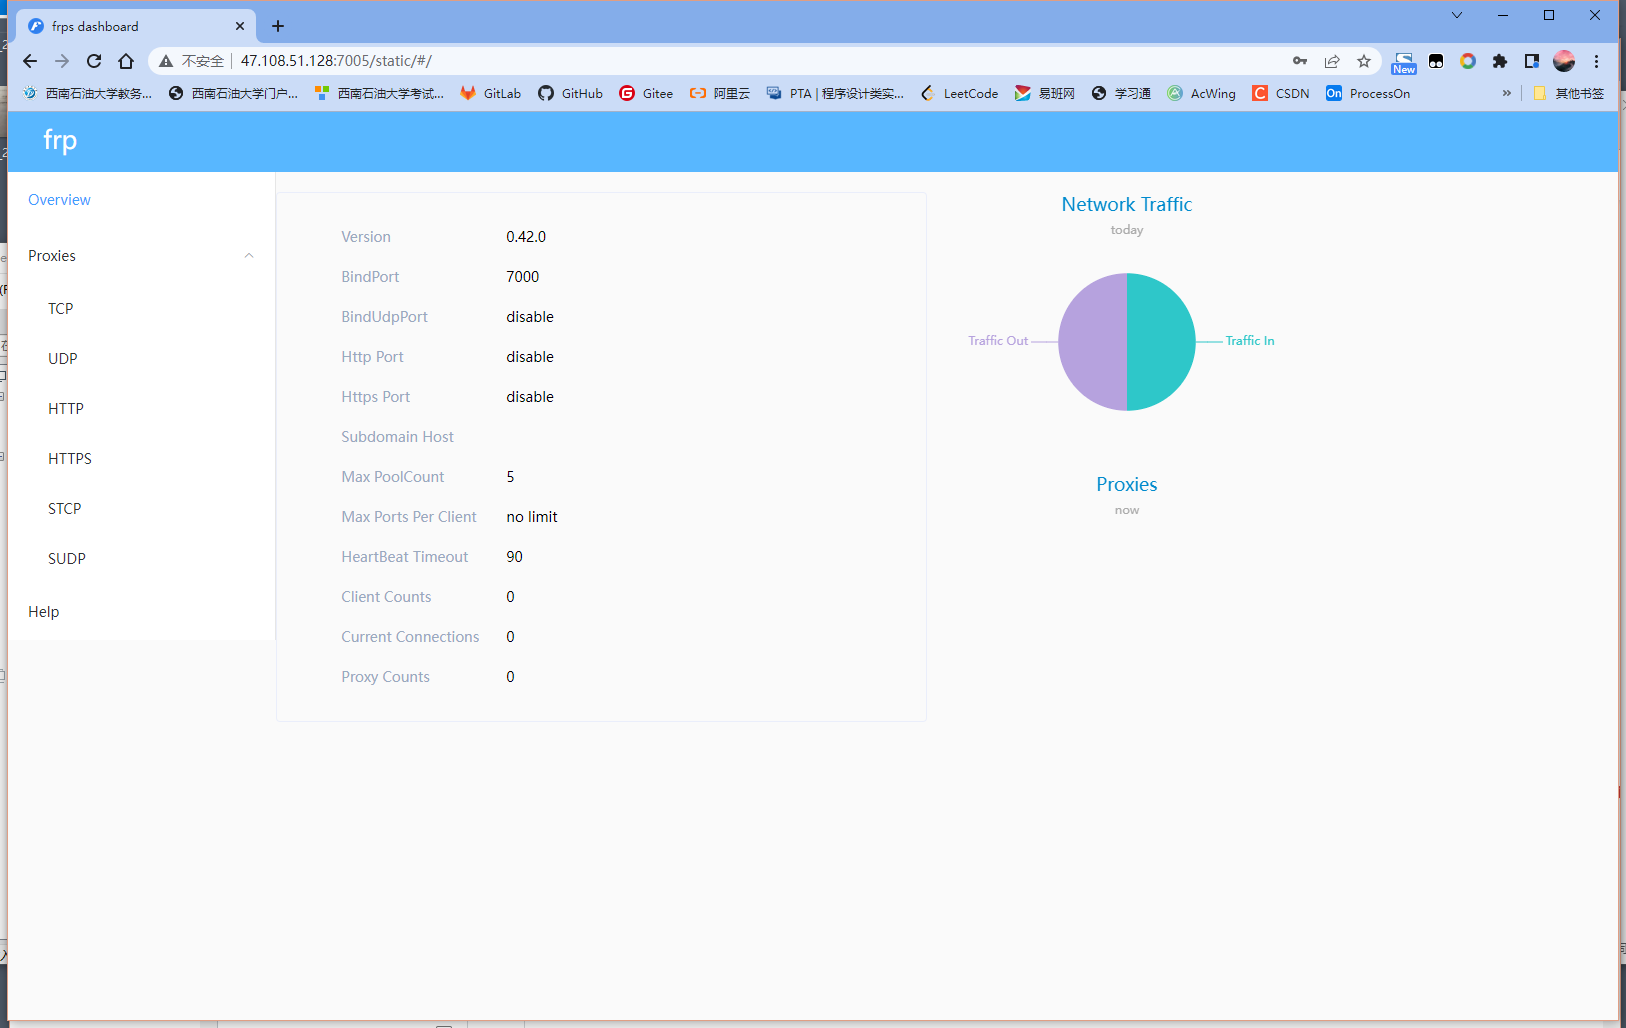 frps dashboard
不安全 47.108.51.128:7005/static/#/
New
西南石油大学教务... 西南石油大学门户... 西南石油大学考试... GitLab GitHub Gitee 阿里云 PTA | 程序设计类实... LeetCode 易班网 学习通 AcWing CSDN ProcessOn » 其他书签
frp
Overview
Proxies
TCP
UDP
HTTP
HTTPS
STCP
SUDP
Help
Version 0.42.0
BindPort 7000
BindUdpPort disable
Http Port disable
Https Port disable
Subdomain Host
Max PoolCount 5
Max Ports Per Client no limit
HeartBeat Timeout 90
Client Counts 0
Current Connections 0
Proxy Counts 0
Network Traffic
today
Traffic Out Traffic In
Proxies
now